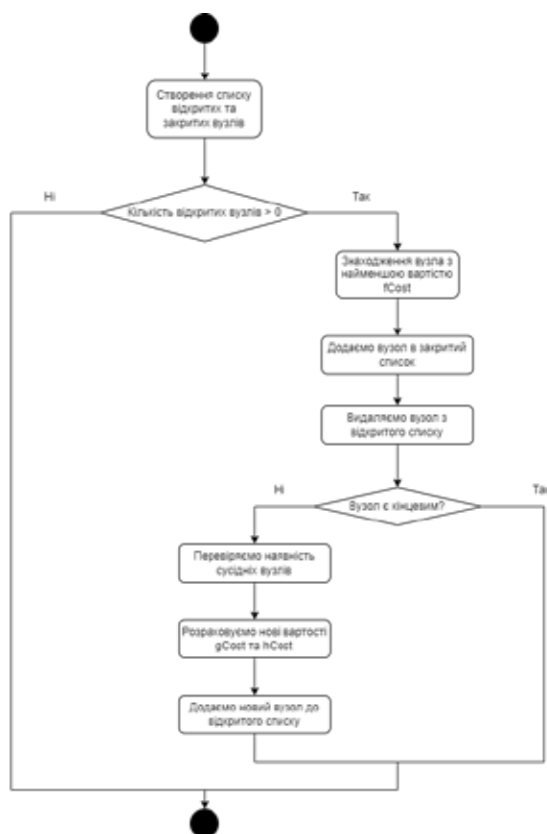 Створення списку
відкритих та
закритих вузлів
Ні
Так
Кількість відкритих вузлів > 0
Знаходження вузла з
найменшою вартістю
fCost
Додаємо вузол в закритий
список
Видаляємо вузол з
відкритого списку
Ні
Так
Вузол є кінцевим?
Перевіряємо наявність
сусідніх вузлів
Розраховуємо нові вартості
gCost та hCost
Додаємо новий вузол до
відкритого списку